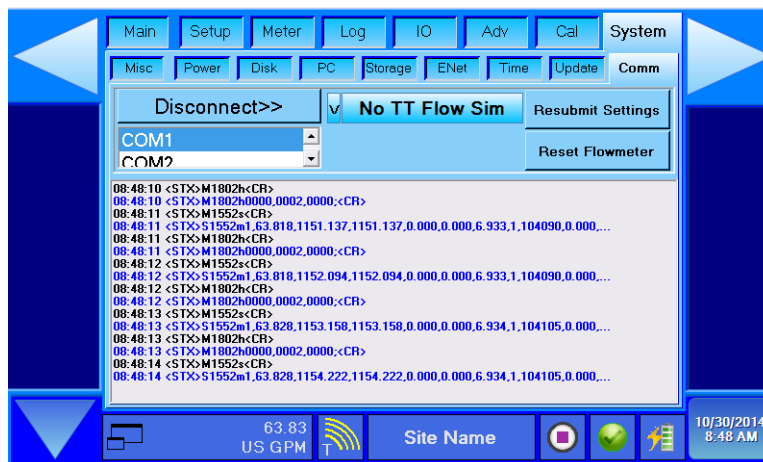 Main Setup Meter Log IO Adv Cal System
Misc Power Disk PC Storage ENet Time Update Comm
Disconnect>> v No TT Flow Sim Resubmit Settings
COM1
COM2
Reset Flowmeter
08:48:10 <STX>M1802h<CR>
08:48:10 <STX>M1802h0000,0002,0000;<CR>
08:48:11 <STX>M1552s<CR>
08:48:11 <STX>S1552m1,63.818,1151.137,1151.137,0.000,0.000,6.933,1,104090,0.000,...
08:48:11 <STX>M1802h<CR>
08:48:11 <STX>M1802h0000,0002,0000;<CR>
08:48:12 <STX>M1552s<CR>
08:48:12 <STX>S1552m1,63.818,1152.094,1152.094,0.000,0.000,6.933,1,104090,0.000,...
08:48:12 <STX>M1802h<CR>
08:48:12 <STX>M1802h0000,0002,0000;<CR>
08:48:13 <STX>M1552s<CR>
08:48:13 <STX>S1552m1,63.828,1153.158,1153.158,0.000,0.000,6.934,1,104105,0.000,...
08:48:13 <STX>M1802h<CR>
08:48:13 <STX>M1802h0000,0002,0000;<CR>
08:48:14 <STX>M1552s<CR>
08:48:14 <STX>S1552m1,63.828,1154.222,1154.222,0.000,0.000,6.934,1,104105,0.000,...
63.83
US GPM
T
Site Name
10/30/2014
8:48 AM